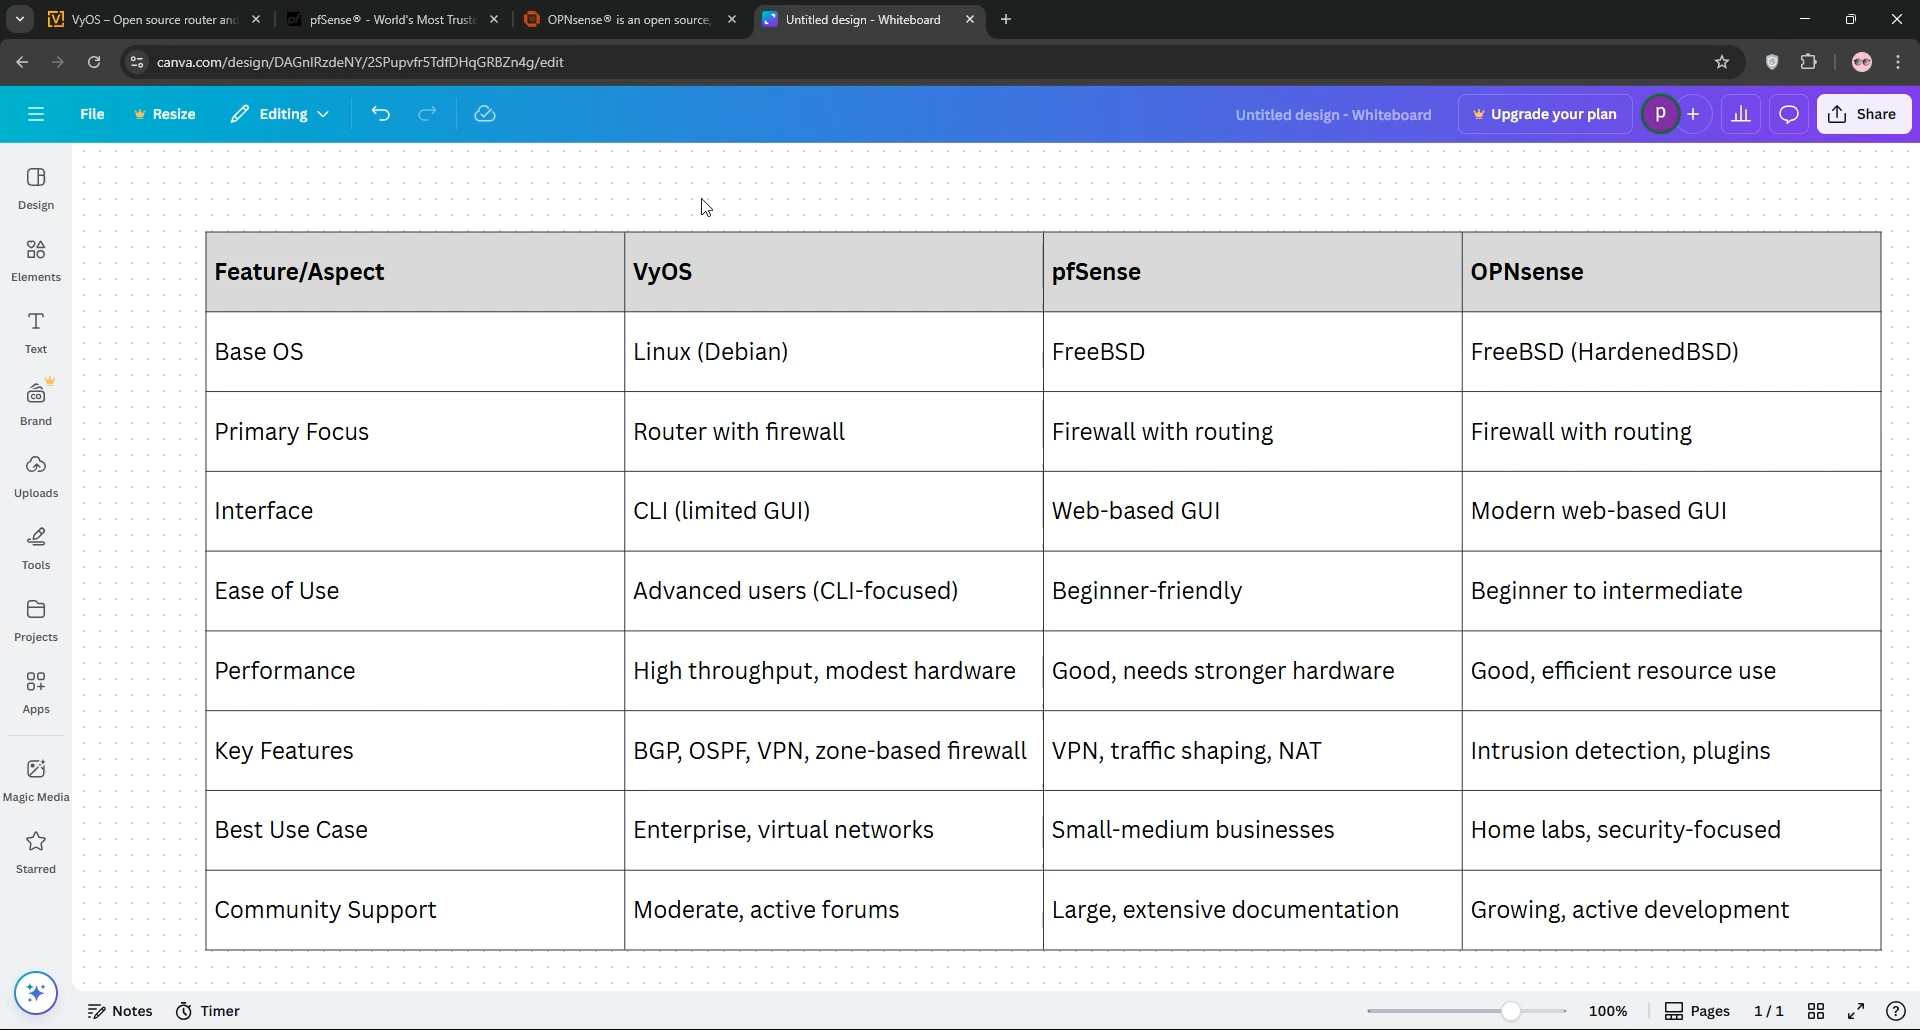 VyOS – Open source router and
pfSense® - World's Most Truste
OPNsense® is an open source,
Untitled design - Whiteboard
canva.com/design/DAGnIRzdeNY/2SPupvfr5TdfDHqGRBZn4g/edit
File
Resize
Editing
Untitled design - Whiteboard
Upgrade your plan
P
Share
Design
Elements
Text
Brand
Uploads
Tools
Projects
Apps
Magic Media
Starred
Feature/Aspect VyOS pfSense OPNsense
Base OS Linux (Debian) FreeBSD FreeBSD (HardenedBSD)
Primary Focus Router with firewall Firewall with routing Firewall with routing
Interface CLI (limited GUI) Web-based GUI Modern web-based GUI
Ease of Use Advanced users (CLI-focused) Beginner-friendly Beginner to intermediate
Performance High throughput, modest hardware Good, needs stronger hardware Good, efficient resource use
Key Features BGP, OSPF, VPN, zone-based firewall VPN, traffic shaping, NAT Intrusion detection, plugins
Best Use Case Enterprise, virtual networks Small-medium businesses Home labs, security-focused
Community Support Moderate, active forums Large, extensive documentation Growing, active development
Notes
Timer
100%
Pages
1 / 1